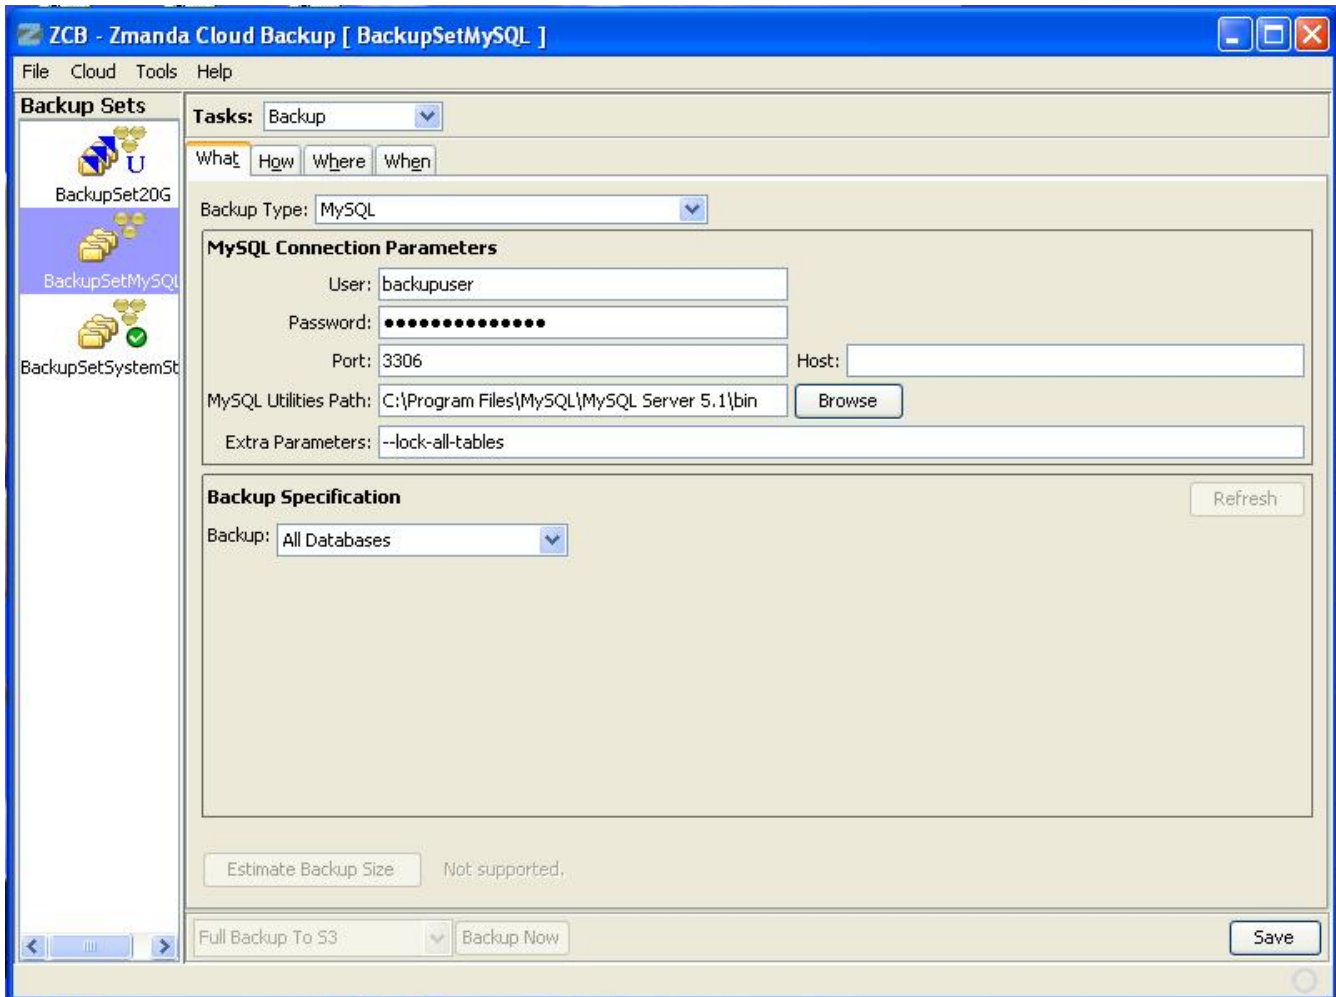 ZCB - Zmanda Cloud Backup [ BackupSetMySQL ]
File Cloud Tools Help
Backup Sets
U
BackupSet20G
BackupSetMySQL
BackupSetSystemSt
Tasks: Backup
What How Where When
Backup Type: MySQL
MySQL Connection Parameters
User: backupuser
Password: ●●●●●●●●●●●●●●
Port: 3306 Host:
MySQL Utilities Path: C:\Program Files\MySQL\MySQL Server 5.1\bin Browse
Extra Parameters: --lock-all-tables
Backup Specification Refresh
Backup: All Databases
Estimate Backup Size Not supported.
Full Backup To S3 Backup Now Save